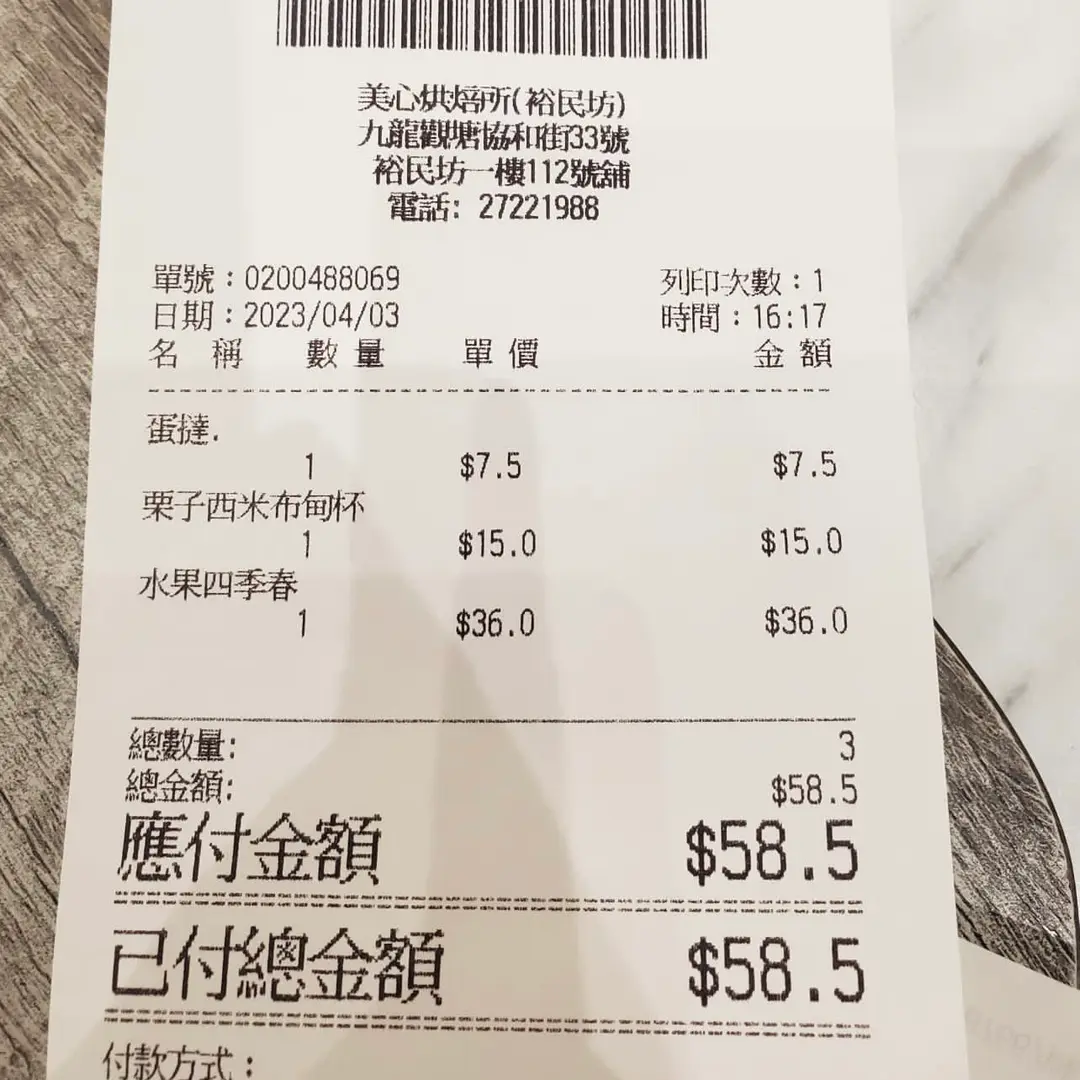 美心烘焙所(裕民坊)
九龍觀塘協和街33號
裕民坊一樓112號舖
電話: 27221988
單號：0200488069 列印次數：1
日期：2023/04/03 時間：16:17
名稱 數量 單價 金額
蛋撻.
1 $7.5 $7.5
栗子西米布甸杯
1 $15.0 $15.0
水果四季春
1 $36.0 $36.0
總數量: 3
總金額: $58.5
應付金額 $58.5
已付總金額 $58.5
付款方式：